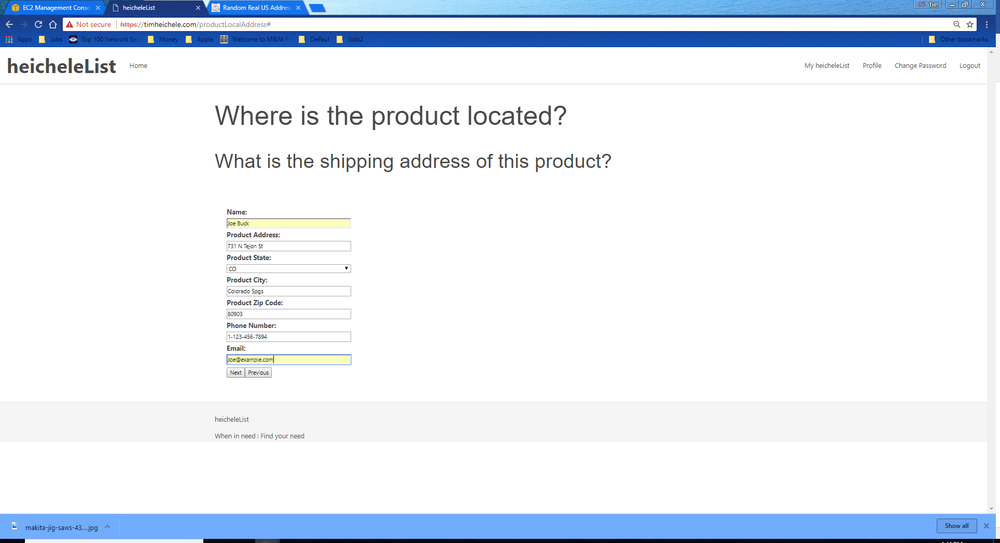 EC2 Management Conso
heicheleList
Random Real US Addres
Tim
Not secure
https://timheichele.com/productLocalAddress#
Apps
Jobs
Top 100 Network Sec
Money
Apple
Welcome to M&M P
DePaul
Jobs2
Other bookmarks
heicheleList
Home
My heicheleList
Profile
Change Password
Logout
Where is the product located?
What is the shipping address of this product?
Name:
Joe Buck
Product Address:
731 N Tejon St
Product State:
CO
Product City:
Colorado Spgs
Product Zip Code:
80903
Phone Number:
1-123-456-7894
Email:
Joe@example.com
Next
Previous
heicheleList
When in need : Find your need
makita-jig-saws-43....jpg
Show all